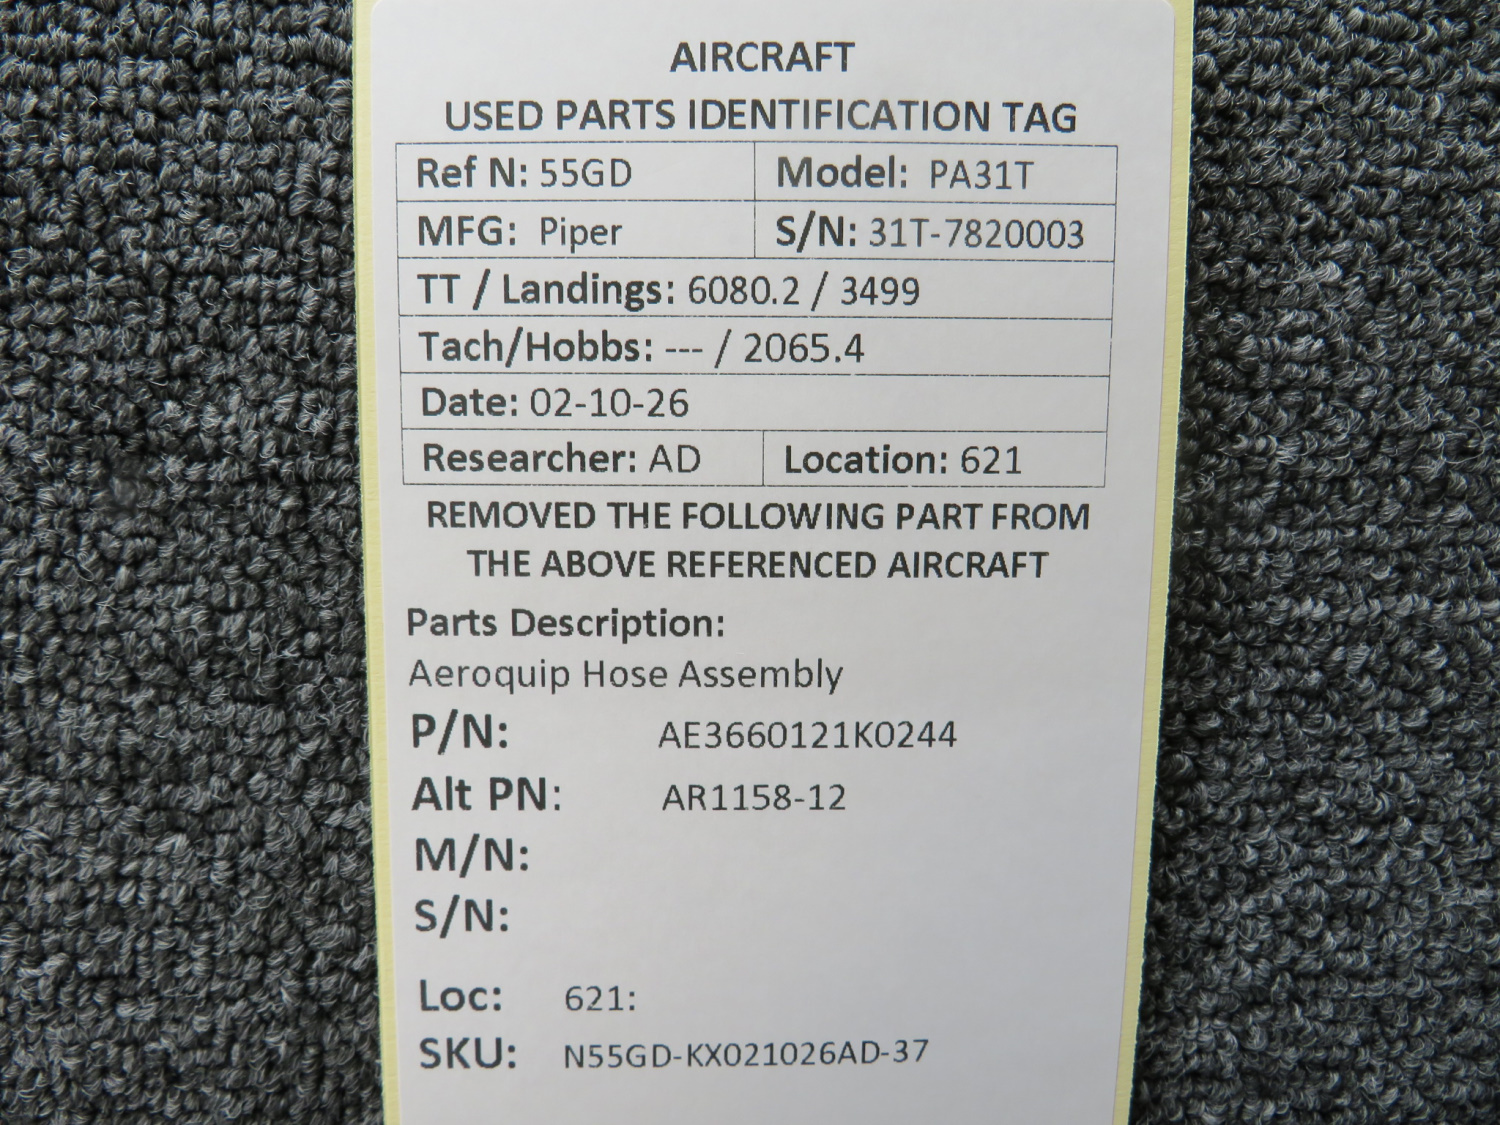 AIRCRAFT
USED PARTS IDENTIFICATION TAG
Ref N: 55GD Model: PA31T
MFG: Piper S/N: 31T-7820003
TT / Landings: 6080.2 / 3499
Tach/Hobbs: --- / 2065.4
Date: 02-10-26
Researcher: AD Location: 621
REMOVED THE FOLLOWING PART FROM
THE ABOVE REFERENCED AIRCRAFT
Parts Description:
Aeroquip Hose Assembly
P/N: AE3660121K0244
Alt PN: AR1158-12
M/N:
S/N:
Loc: 621:
SKU: N55GD-KX021026AD-37